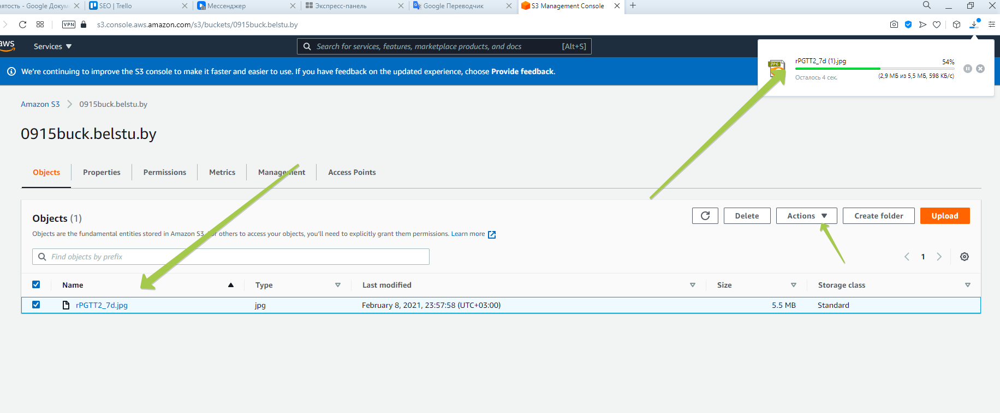 нятость - Google Докум
SEO | Trello
Мессенджер
Экспресс-панель
Google Переводчик
S3 Management Console
VPN
s3.console.aws.amazon.com/s3/buckets/0915buck.belstu.by
aws
Services
Search for services, features, marketplace products, and docs
[Alt+S]
We're continuing to improve the S3 console to make it faster and easier to use. If you have feedback on the updated experience, choose Provide feedback.
JPG
rPGTT2_7d (1).jpg
54%
Осталось 4 сек.
(2,9 МБ из 5,5 МБ, 598 КБ/с)
Amazon S3
0915buck.belstu.by
0915buck.belstu.by
Objects
Properties
Permissions
Metrics
Management
Access Points
Objects (1)
Delete
Actions
Create folder
Upload
Objects are the fundamental entities stored in Amazon S3. For others to access your objects, you'll need to explicitly grant them permissions. Learn more
Find objects by prefix
1
Name
Type
Last modified
Size
Storage class
rPGTT2_7d.jpg
jpg
February 8, 2021, 23:57:58 (UTC+03:00)
5.5 MB
Standard